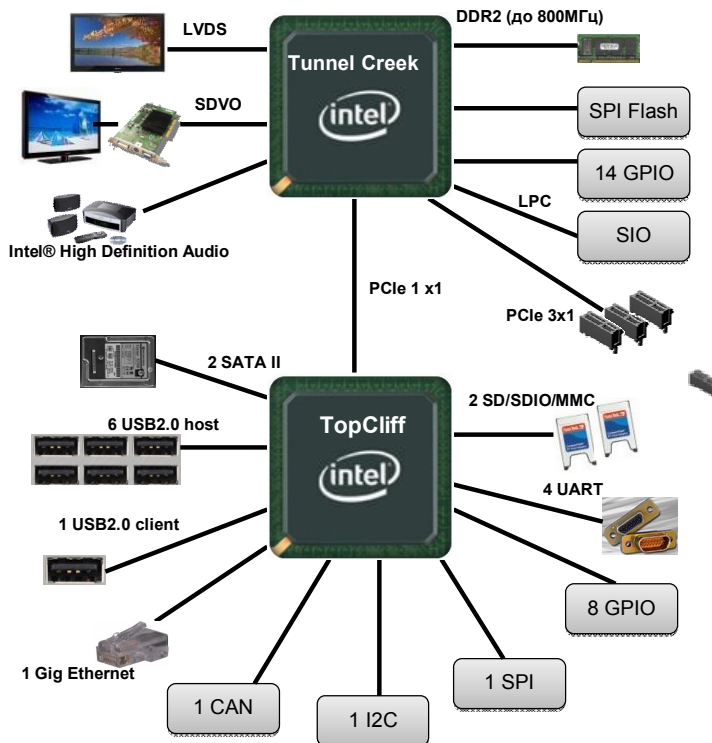 LVDS
DDR2 (до 800МГц)
Tunnel Creek
intel
SDVO
SPI Flash
14 GPIO
LPC
SIO
Intel® High Definition Audio
PCIe 1 x1
PCIe 3x1
2 SATA II
TopCliff
intel
2 SD/SDIO/MMC
6 USB2.0 host
4 UART
1 USB2.0 client
8 GPIO
1 Gig Ethernet
1 SPI
1 CAN
1 I2C